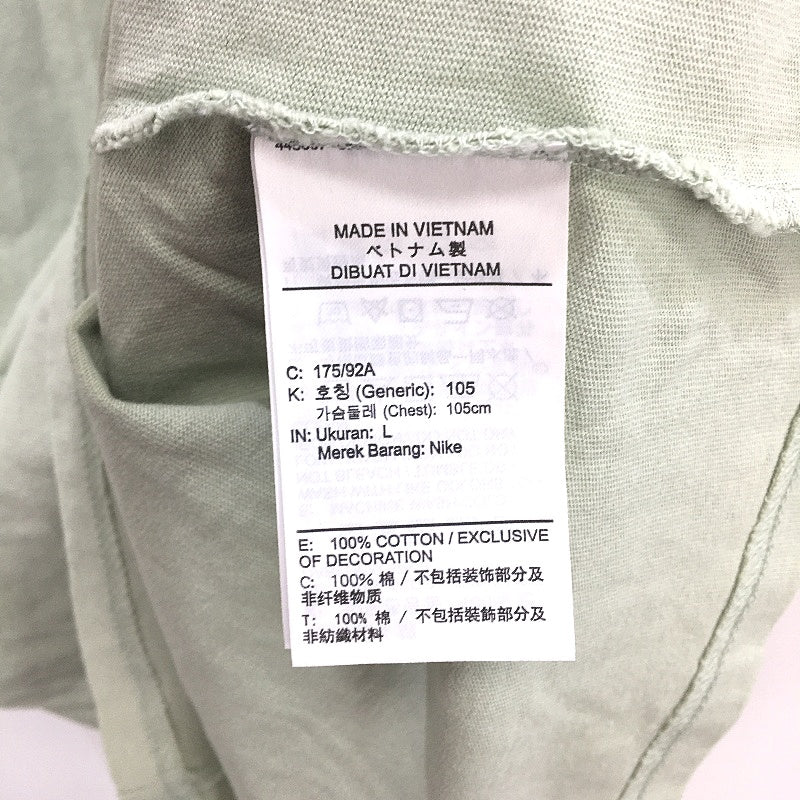 MADE IN VIETNAM
ベトナム製
DIBUAT DI VIETNAM
C: 175/92A
K: 호칭 (Generic): 105
가슴둘레 (Chest): 105cm
IN: Ukuran: L
Merek Barang: Nike
E: 100% COTTON / EXCLUSIVE
OF DECORATION
C: 100% 棉 / 不包括装饰部分及
非纤维物质
T: 100% 棉 / 不包括裝飾部分及
非紡織材料